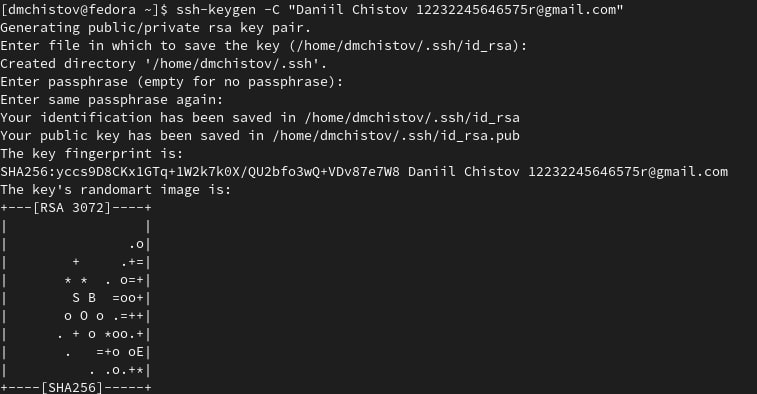 [dmchistov@fedora ~]$ ssh-keygen -C "Daniil Chistov 12232245646575r@gmail.com"
Generating public/private rsa key pair.
Enter file in which to save the key (/home/dmchistov/.ssh/id_rsa):
Created directory '/home/dmchistov/.ssh'.
Enter passphrase (empty for no passphrase):
Enter same passphrase again:
Your identification has been saved in /home/dmchistov/.ssh/id_rsa
Your public key has been saved in /home/dmchistov/.ssh/id_rsa.pub
The key fingerprint is:
SHA256:yccs9D8CKx1GTq+1W2k7k0X/QU2bfo3wQ+VDv87e7W8 Daniil Chistov 12232245646575r@gmail.com
The key's randomart image is:
+---[RSA 3072]----+
|                 |
|               .o|
|        +     .+=|
|       * *  . o=+|
|        S B  =oo+|
|       o O o .=++|
|      . + o *oo.+|
|       .   =+o oE|
|          . .o.+*|
+----[SHA256]-----+